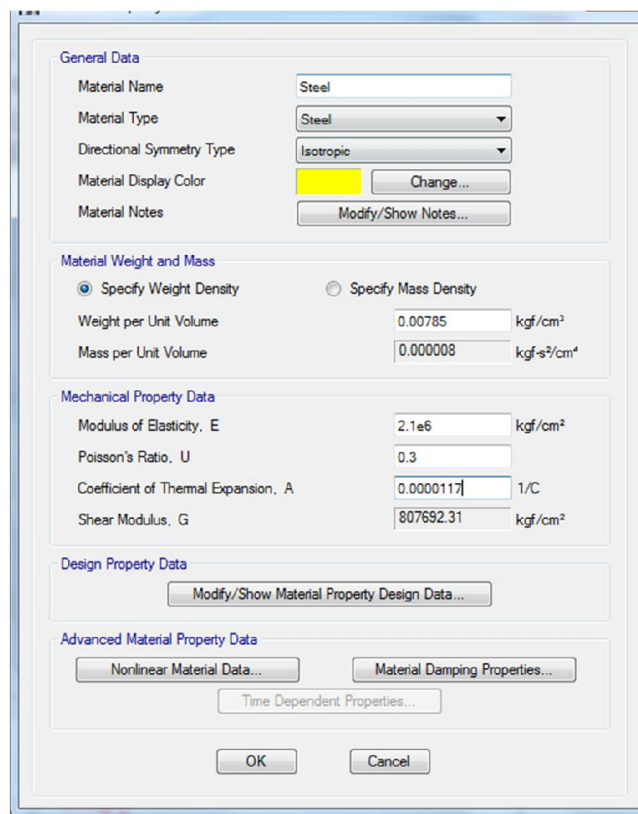 General Data
Material Name Steel
Material Type Steel
Directional Symmetry Type Isotropic
Material Display Color Change...
Material Notes Modify/Show Notes...
Material Weight and Mass
Specify Weight Density Specify Mass Density
Weight per Unit Volume 0.00785 kgf/cm³
Mass per Unit Volume 0.000008 kgf-s²/cm⁴
Mechanical Property Data
Modulus of Elasticity, E 2.1e6 kgf/cm²
Poisson's Ratio, U 0.3
Coefficient of Thermal Expansion, A 0.0000117 1/C
Shear Modulus, G 807692.31 kgf/cm²
Design Property Data
Modify/Show Material Property Design Data...
Advanced Material Property Data
Nonlinear Material Data... Material Damping Properties...
Time Dependent Properties...
OK Cancel